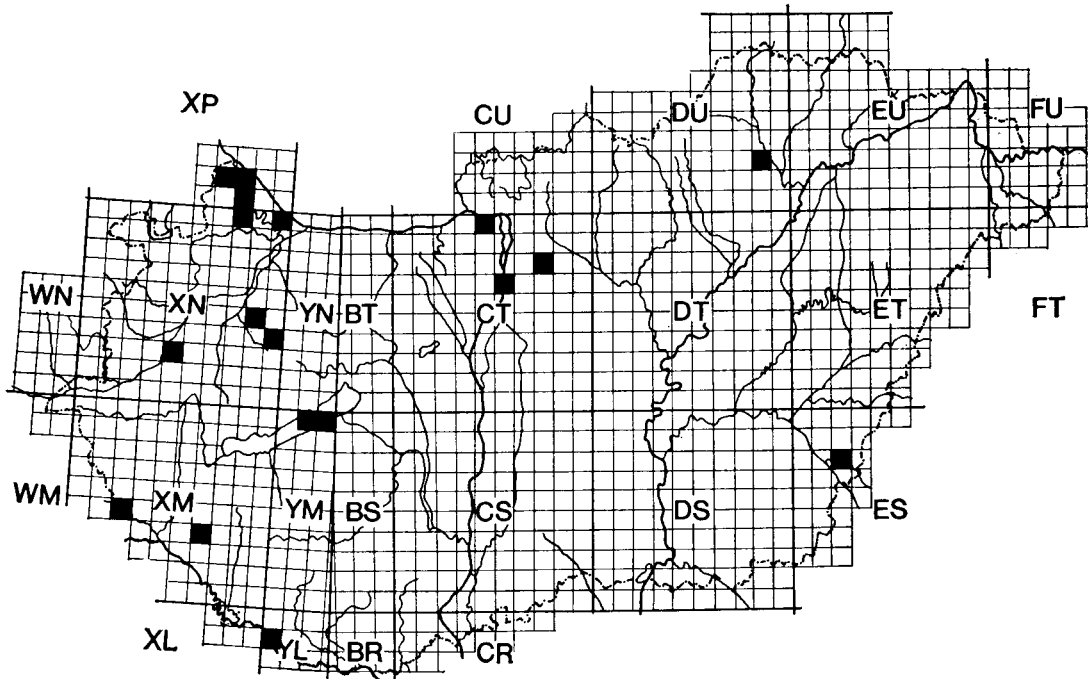 XP CU DU EU FU
WN XN YN BT CT DT ET FT
WM XM YM BS CS DS ES
XL YL BR CR